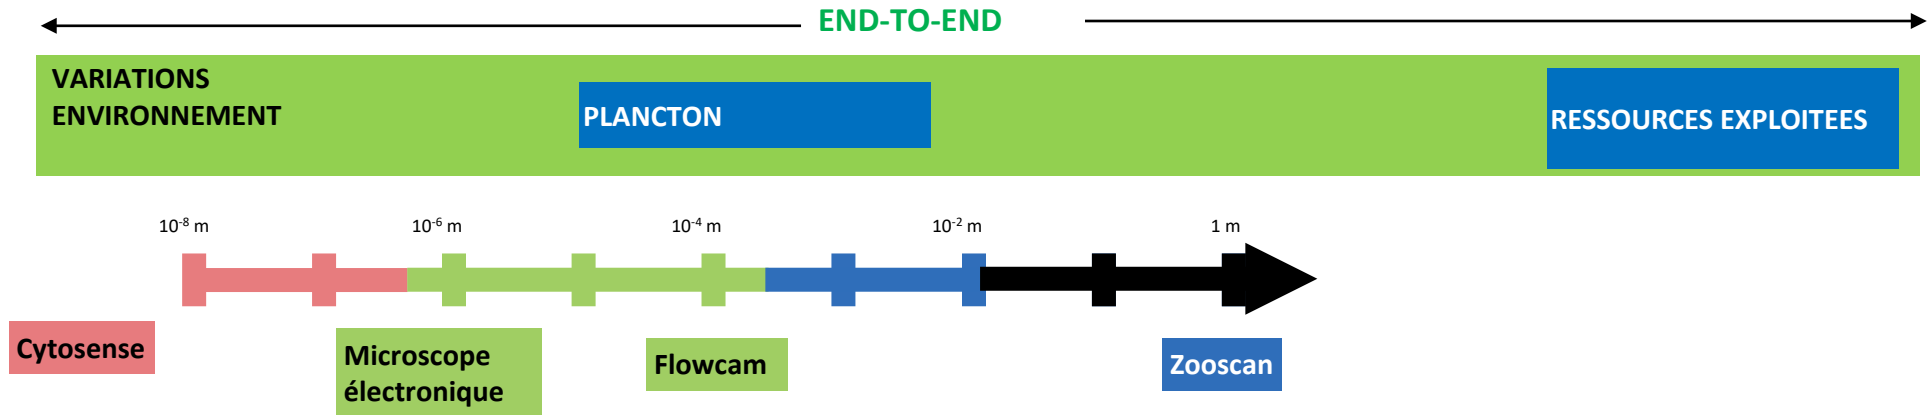 END-TO-END
VARIATIONS
ENVIRONNEMENT
PLANCTON
RESSOURCES EXPLOITEES
10⁻⁸ m
10⁻⁶ m
10⁻⁴ m
10⁻² m
1 m
Cytosense
Microscope
électronique
Flowcam
Zooscan